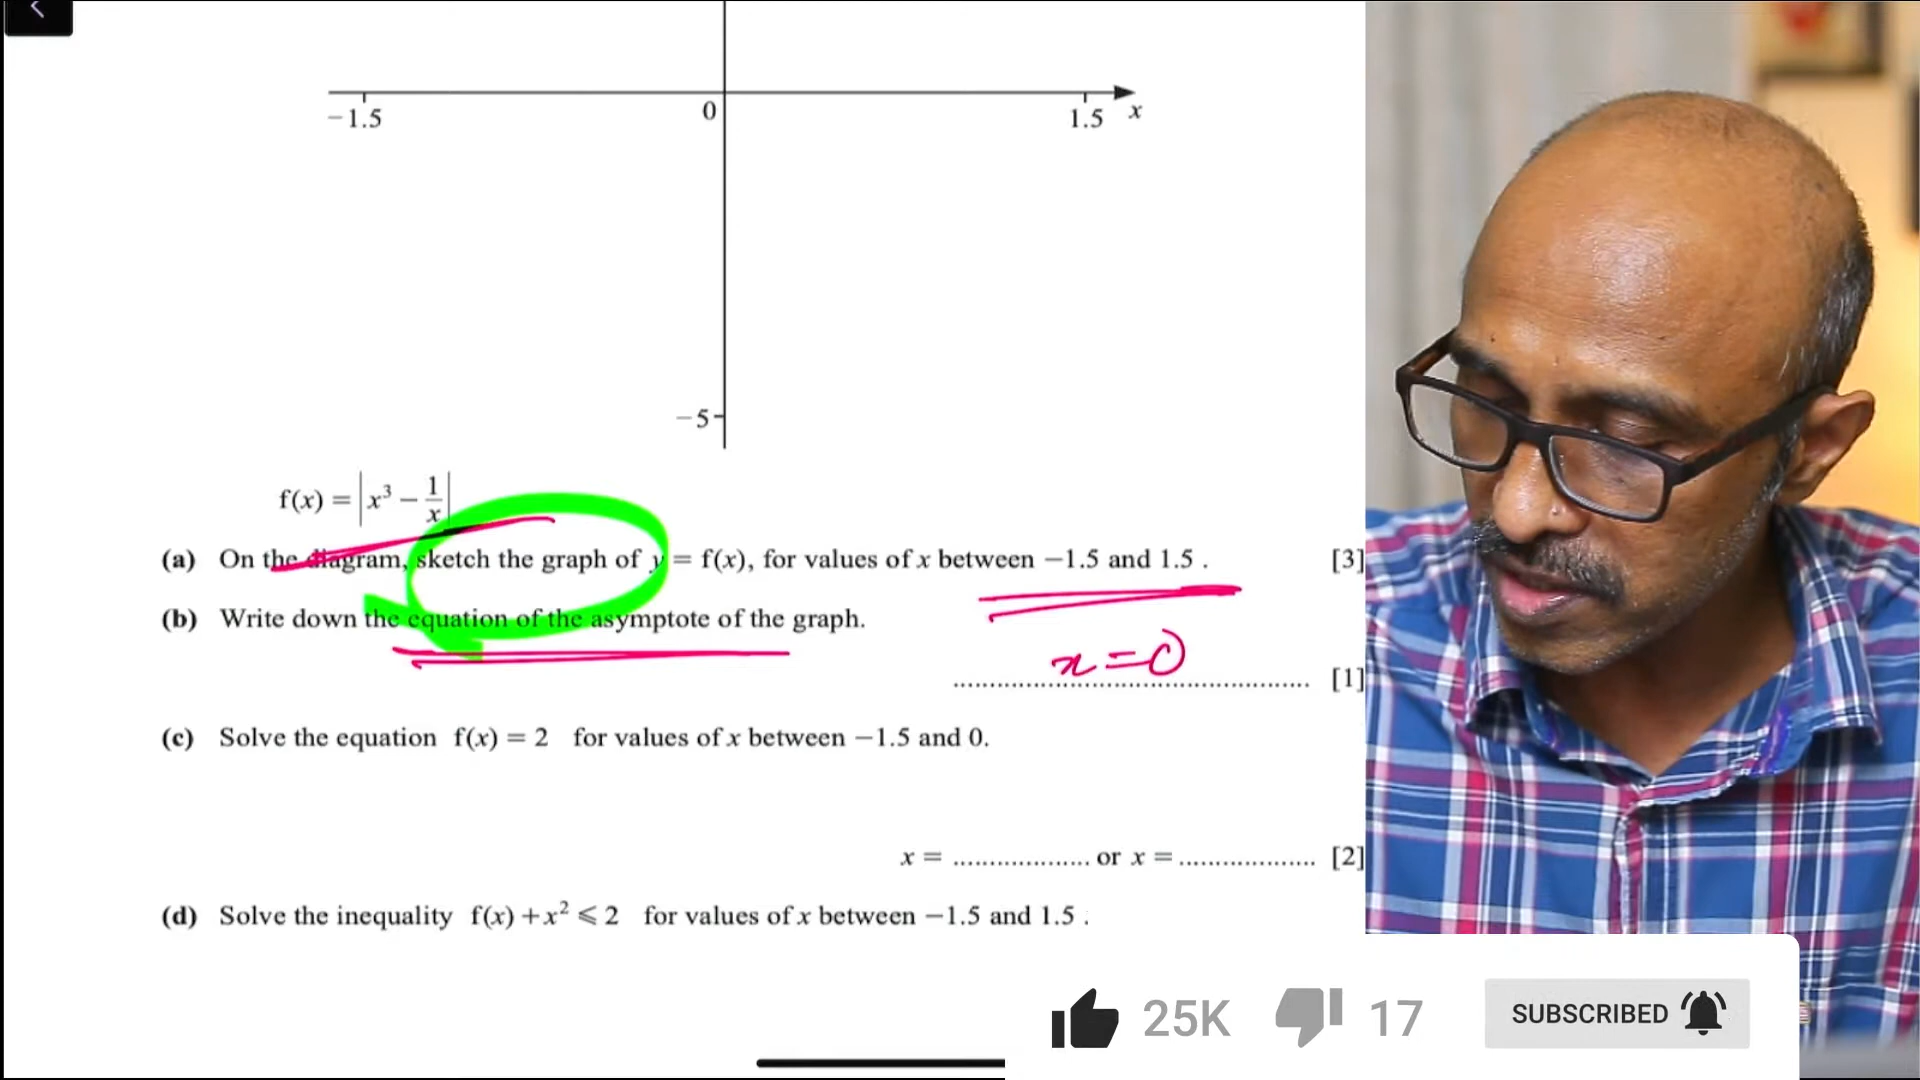 −1.5 0 1.5 x
−5
f(x) = |x³ − 1/x|
(a) On the diagram, sketch the graph of y = f(x), for values of x between −1.5 and 1.5 . [3]
(b) Write down the equation of the asymptote of the graph.
x=0 [1]
(c) Solve the equation f(x) = 2 for values of x between −1.5 and 0.
x = .................... or x = .................... [2]
(d) Solve the inequality f(x) + x² ⩽ 2 for values of x between −1.5 and 1.5 .
25K 17 SUBSCRIBED